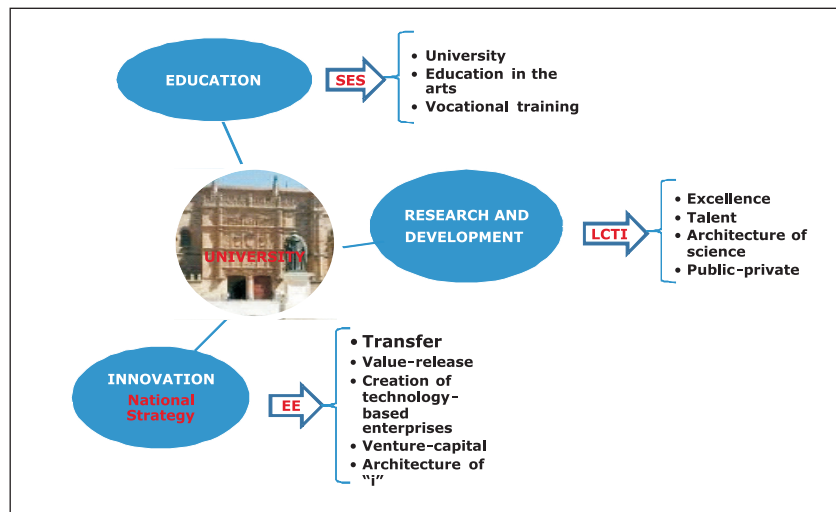 EDUCATION
SES
• University
• Education in the
arts
• Vocational training
UNIVERSITY
RESEARCH AND
DEVELOPMENT
LCTI
• Excellence
• Talent
• Architecture of
science
• Public-private
INNOVATION
National
Strategy
EE
• Transfer
• Value-release
• Creation of
technology-
based
enterprises
• Venture-capital
• Architecture of
“i”